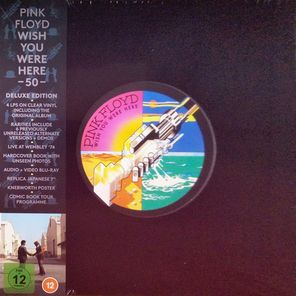 PINK
FLOYD
WISH
YOU
WERE
HERE
-50-
DELUXE EDITION
4 LPS ON CLEAR VINYL
(INCLUDING THE
ORIGINAL ALBUM)
RARITIES INCLUDE
6 PREVIOUSLY
UNRELEASED ALTERNATE
VERSIONS & DEMOS
LIVE AT WEMBLEY '74
HARDCOVER BOOK WITH
UNSEEN PHOTOS
AUDIO + VIDEO BLU-RAY
REPLICA JAPANESE 7"
KNEBWORTH POSTER
COMIC BOOK TOUR
PROGRAMME
12
12
PINK FLOYD
WISH YOU WERE HERE